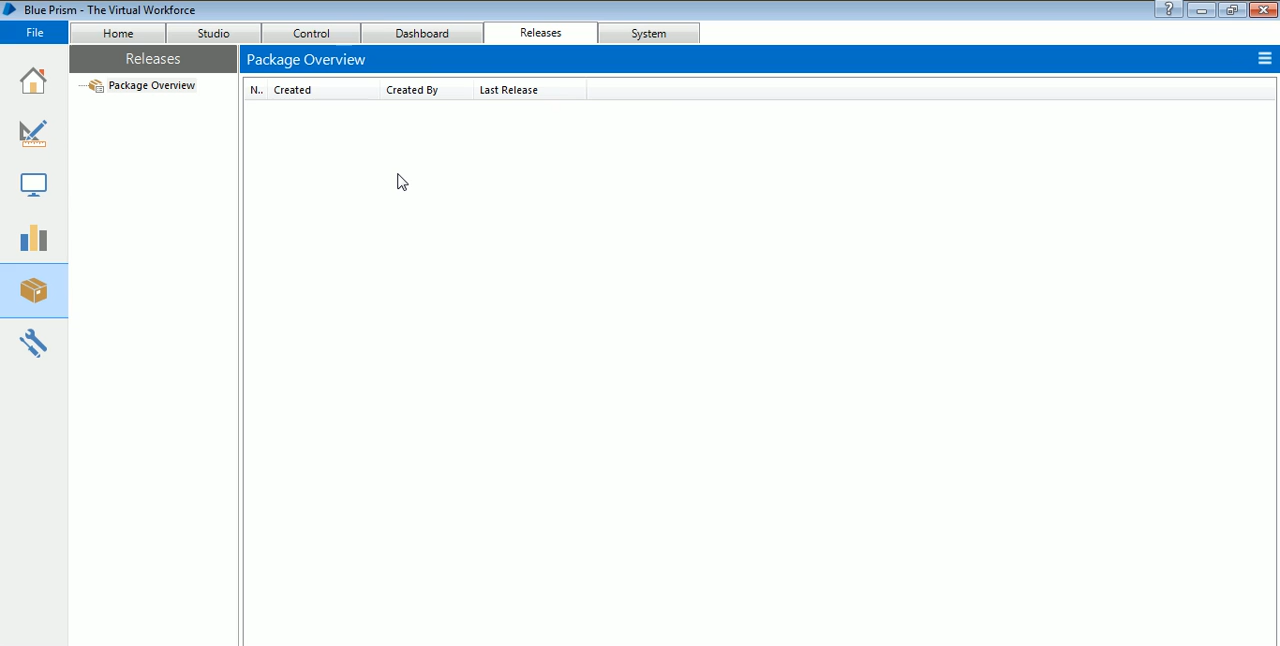 Blue Prism - The Virtual Workforce
?
File
Home
Studio
Control
Dashboard
Releases
System
Releases
Package Overview
Package Overview
N..
Created
Created By
Last Release